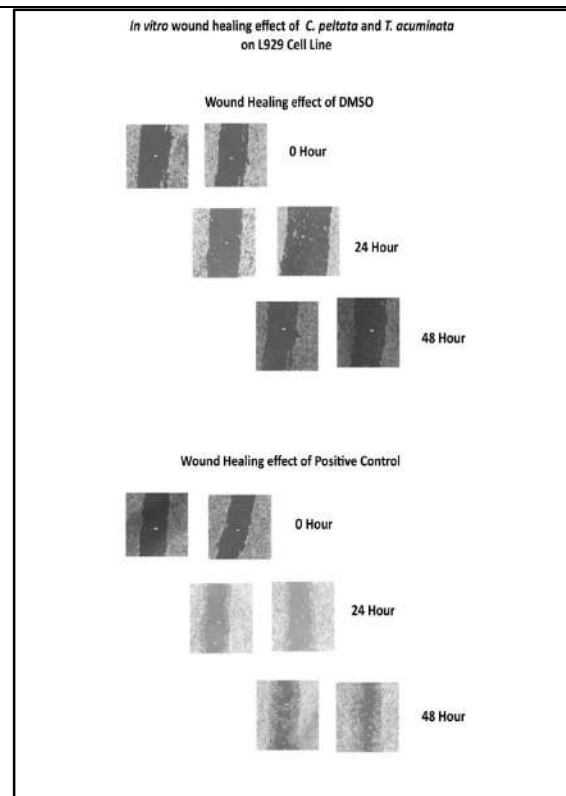 In vitro wound healing effect of C. peltata and T. acuminata
on L929 Cell Line
Wound Healing effect of DMSO
0 Hour
24 Hour
48 Hour
Wound Healing effect of Positive Control
0 Hour
24 Hour
48 Hour